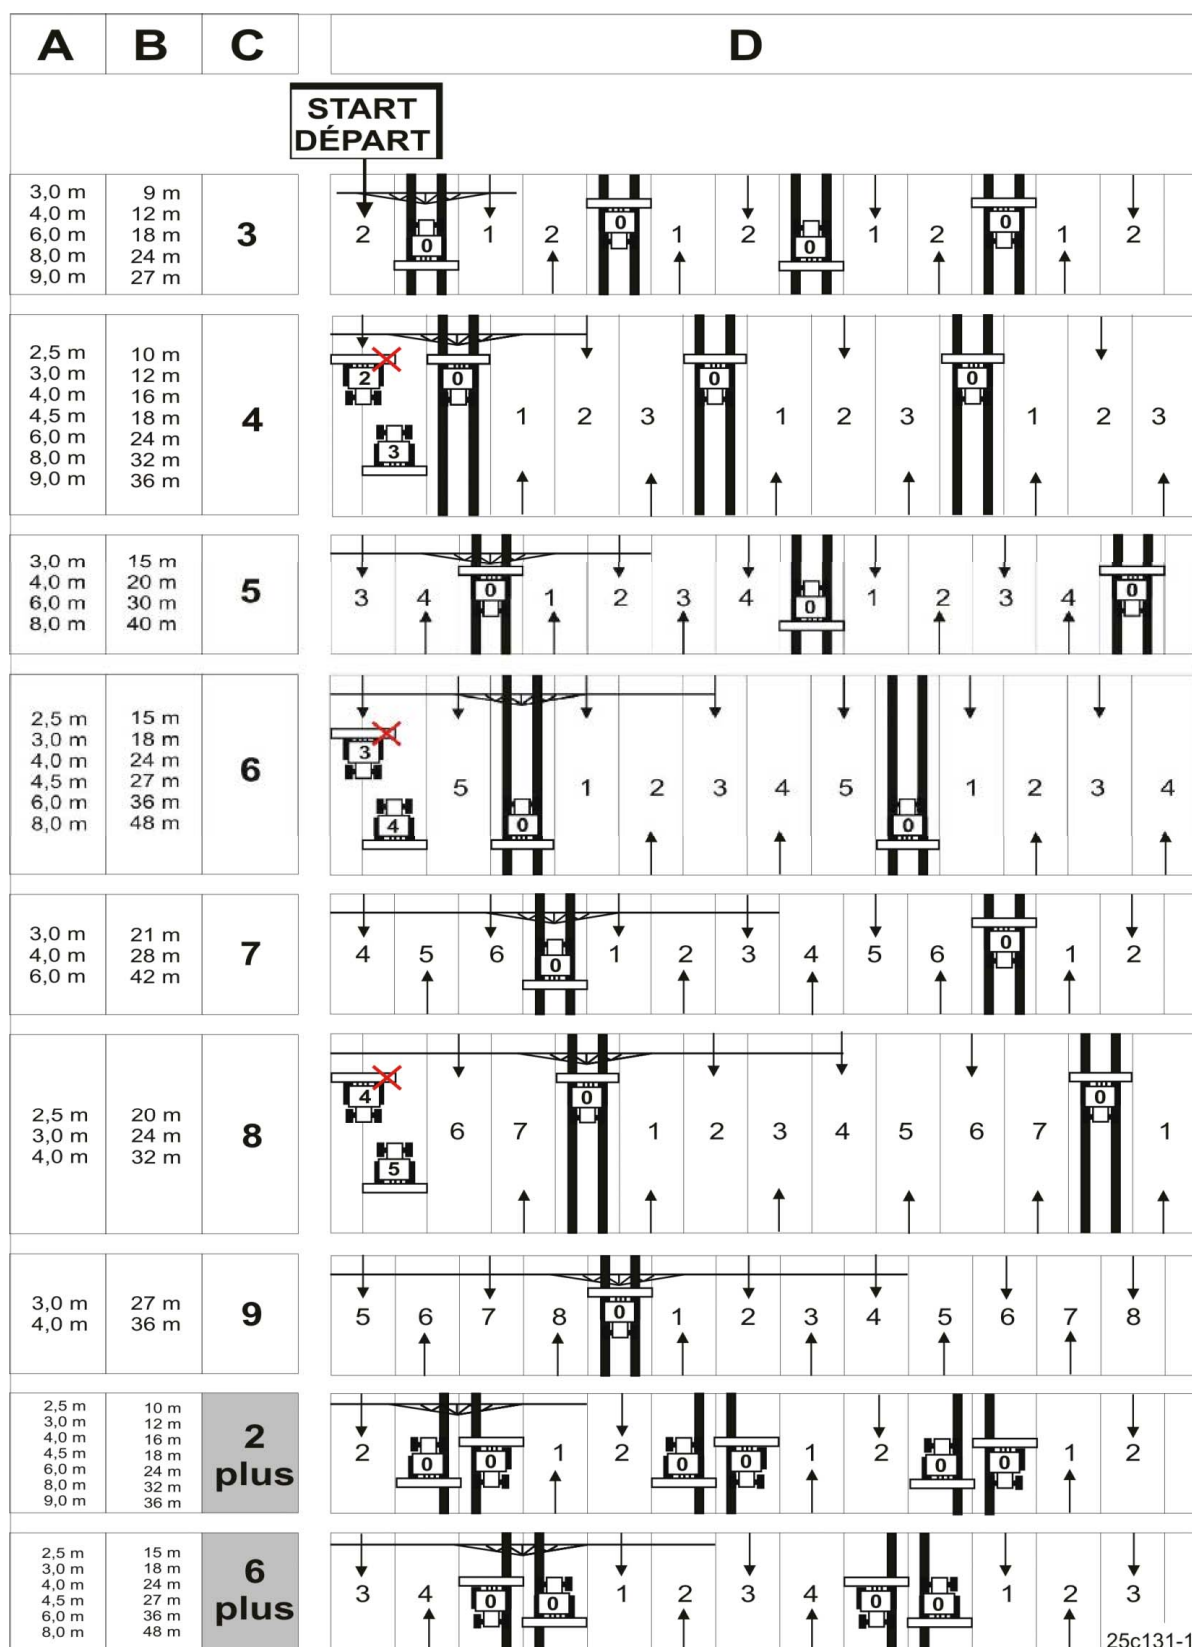 A B C D
START
DÉPART
3,0 m 9 m
4,0 m 12 m
6,0 m 18 m
8,0 m 24 m
9,0 m 27 m
3
2 0 1 2 0 1 2 0 1 2 0 1 2
2,5 m 10 m
3,0 m 12 m
4,0 m 16 m
4,5 m 18 m
6,0 m 24 m
8,0 m 32 m
9,0 m 36 m
4
2 0 0 0
1 2 3 1 2 3 1 2 3
3
3,0 m 15 m
4,0 m 20 m
6,0 m 30 m
8,0 m 40 m
5
3 4 0 1 2 3 4 0 1 2 3 4 0
2,5 m 15 m
3,0 m 18 m
4,0 m 24 m
4,5 m 27 m
6,0 m 36 m
8,0 m 48 m
6
3
5 1 2 3 4 5 1 2 3 4
4 0 0
3,0 m 21 m
4,0 m 28 m
6,0 m 42 m
7
4 5 6 0 1 2 3 4 5 6 0 1 2
2,5 m 20 m
3,0 m 24 m
4,0 m 32 m
8
4 0 0
6 7 1 2 3 4 5 6 7 1
5
3,0 m 27 m
4,0 m 36 m
9
5 6 7 8 0 1 2 3 4 5 6 7 8
2,5 m 10 m
3,0 m 12 m
4,0 m 16 m
4,5 m 18 m
6,0 m 24 m
8,0 m 32 m
9,0 m 36 m
2
plus
2 0 0 1 2 0 0 1 2 0 0 1 2
2,5 m 15 m
3,0 m 18 m
4,0 m 24 m
4,5 m 27 m
6,0 m 36 m
8,0 m 48 m
6
plus
3 4 0 0 1 2 3 4 0 0 1 2 3
25c131-1